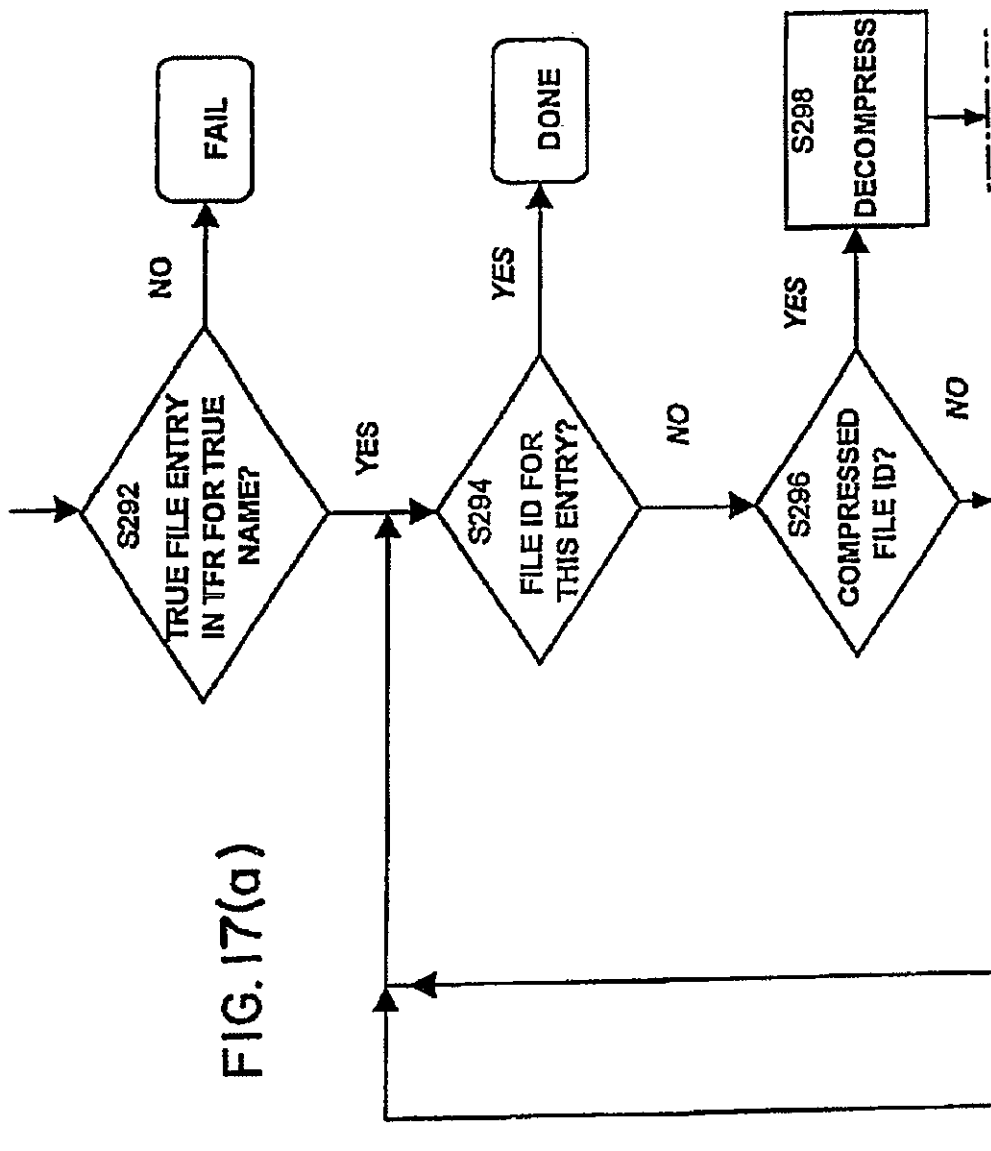 FIG. 17(a)
S292
TRUE FILE ENTRY
IN TFR FOR TRUE
NAME?
NO
FAIL
YES
S294
FILE ID FOR
THIS ENTRY?
YES
DONE
NO
S296
COMPRESSED
FILE ID?
YES
S298
DECOMPRESS
NO